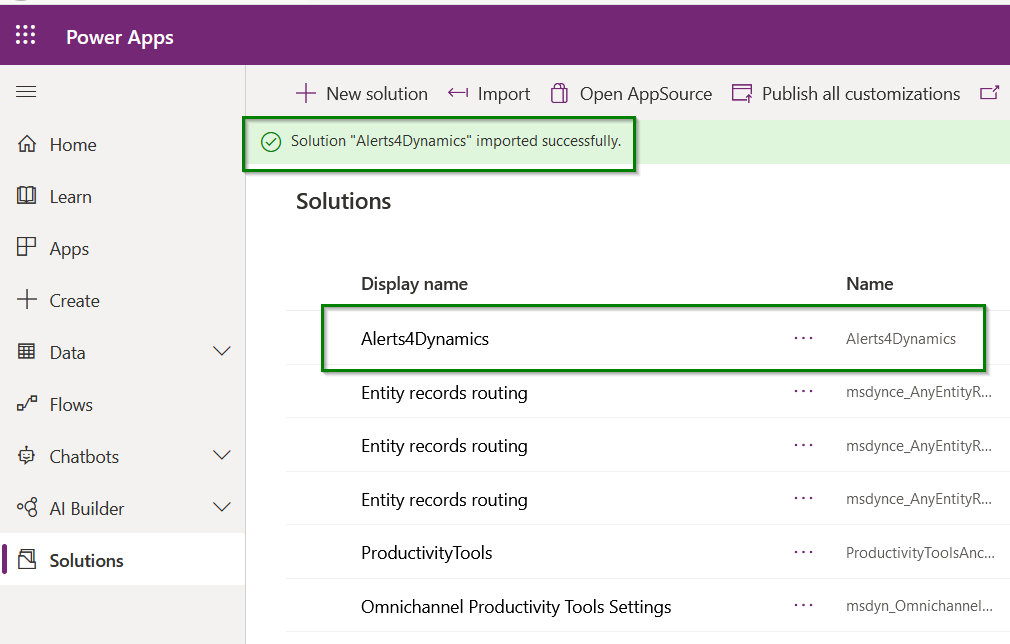 Power Apps
New solution Import Open AppSource Publish all customizations
Solution "Alerts4Dynamics" imported successfully.
Home
Learn
Apps
Create
Data
Flows
Chatbots
AI Builder
Solutions
Solutions
Display name Name
Alerts4Dynamics ··· Alerts4Dynamics
Entity records routing ··· msdynce_AnyEntityR...
Entity records routing ··· msdynce_AnyEntityR...
Entity records routing ··· msdynce_AnyEntityR...
ProductivityTools ··· ProductivityToolsAnc...
Omnichannel Productivity Tools Settings ··· msdyn_Omnichannel...